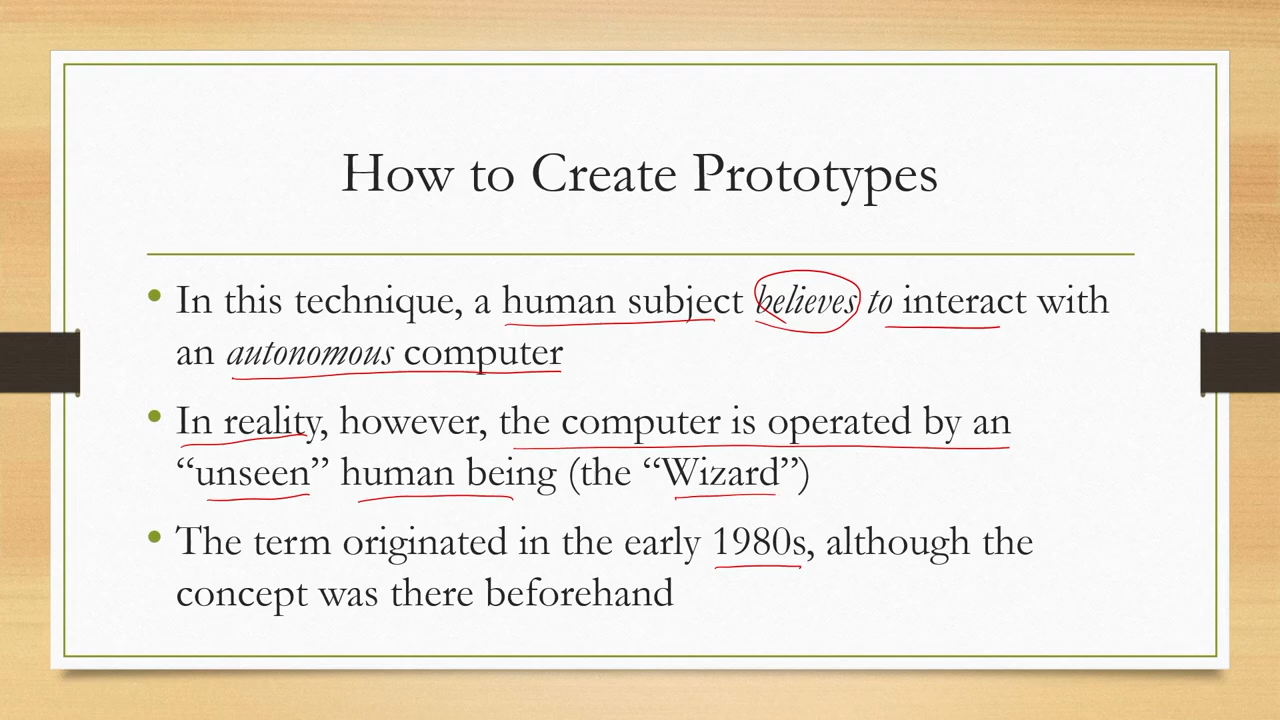 How to Create Prototypes
• In this technique, a human subject believes to interact with
an autonomous computer
• In reality, however, the computer is operated by an
“unseen” human being (the “Wizard”)
• The term originated in the early 1980s, although the
concept was there beforehand